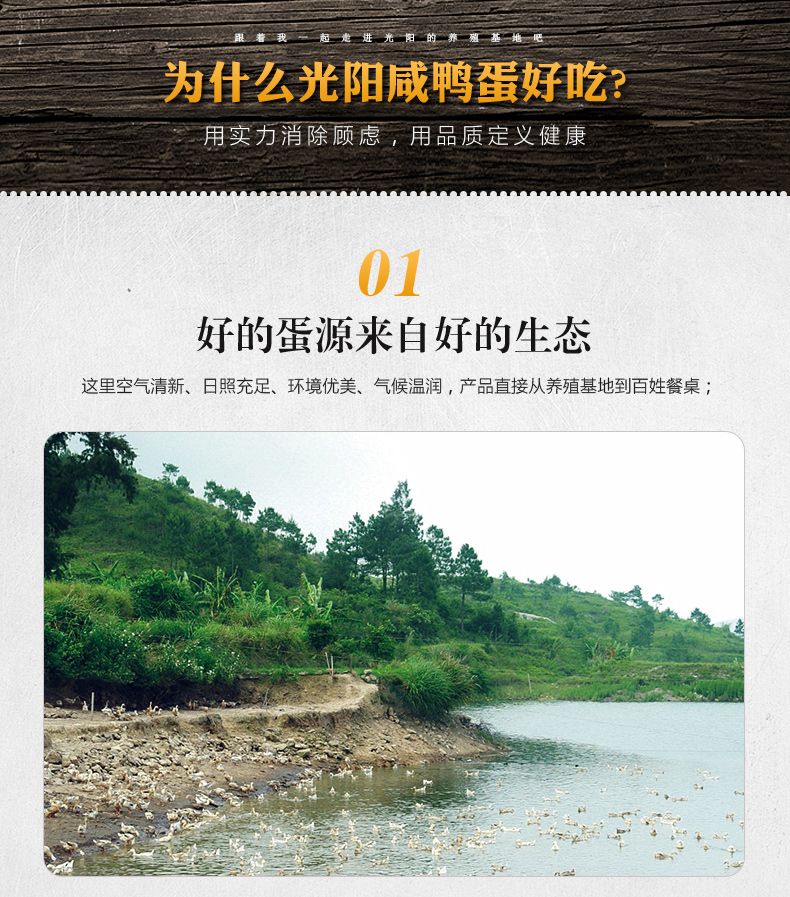 跟着我一起走进光阳的养殖基地吧
为什么光阳咸鸭蛋好吃?
用实力消除顾虑，用品质定义健康
01
好的蛋源来自好的生态
这里空气清新、日照充足、环境优美、气候温润，产品直接从养殖基地到百姓餐桌；